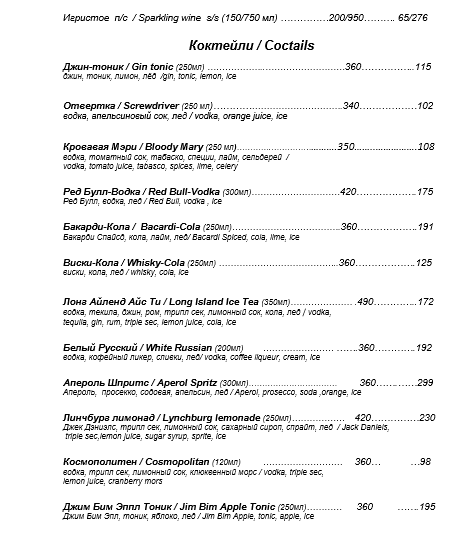 Игристое п/с / Sparkling wine s/s (150/750 мл) ……………200/950……….. 65/276
Коктейли / Coctails
Джин-тоник / Gin tonic (250мл) ……………………………………360……………...115
джин, тоник, лимон, лёд /gin, tonic, lemon, ice
Отвертка / Screwdriver (250 мл)…………………………………340……………..102
водка, апельсиновый сок, лед / vodka, orange juice, ice
Кровавая Мэри / Bloody Mary (250 мл)……………………………350......................108
водка, томатный сок, табаско, специи, лайм, сельдерей /
vodka, tomato juice, tabasco, spices, lime, celery
Ред Булл-Водка / Red Bull-Vodka (300мл)……………………….420………………..175
Ред Булл, водка, лед / Red Bull, vodka , ice
Бакарди-Кола / Bacardi-Cola (250мл)………………………………360……………...191
Бакарди Спайсд, кола, лайм, лед/ Bacardi Spiced, cola, lime, ice
Виски-Кола / Whisky-Cola (250мл) …………………………………360……………..125
виски, кола, лед / whisky, cola, ice
Лона Айленд Айс Ти / Long Island Ice Tea (350мл)………………….490……………..172
водка, текила, джин, ром, трипл сек, лимонный сок, кола, лед / vodka,
tequila, gin, rum, triple sec, lemon juice, cola, ice
Белый Русский / White Russian (200мл) ………………… …….360……………..192
водка, кофейный ликер, сливки, лед/ vodka, coffee liqueur, cream, ice
Апероль Шпритс / Aperol Spritz (300мл)…………………………… 360……………299
Апероль, просекко, содовая, апельсин, лед / Aperol, prosecco, soda ,orange, ice
Линчбург лимонад / Lynchburg lemonade (250мл)………………… 420………………230
Джек Дэниэлс, трипл сек, лимонный сок, сахарный сироп, спрайт, лед / Jack Daniels,
triple sec,lemon juice, sugar syrup, sprite, ice
Космополитен / Cosmopolitan (120мл) ………………………… 360… …98
водка, трипл сек, лимонный сок, клюквенный морс / vodka, triple sec,
lemon juice, cranberry mors
Джим Бим Эппл Тоник / Jim Bim Apple Tonic (250мл)………… 360 ……..195
Джим Бим Эпл, тоник, яблоко, лед / Jim Bim Apple, tonic, apple, ice